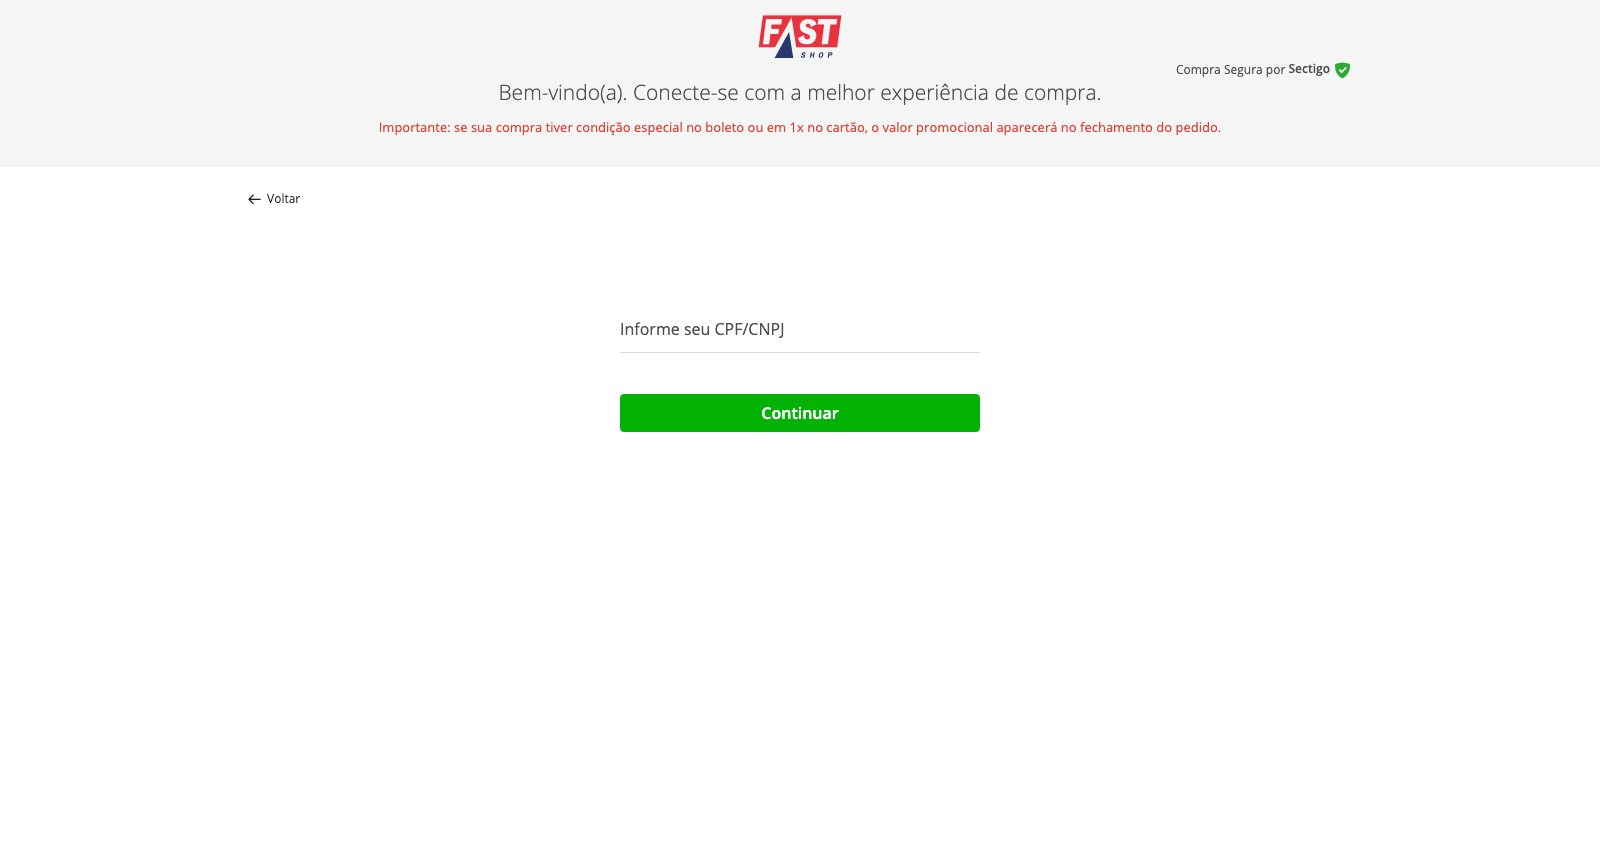 FAST
SHOP
Compra Segura por Sectigo
Bem-vindo(a). Conecte-se com a melhor experiência de compra.
Importante: se sua compra tiver condição especial no boleto ou em 1x no cartão, o valor promocional aparecerá no fechamento do pedido.
Voltar
Informe seu CPF/CNPJ
Continuar